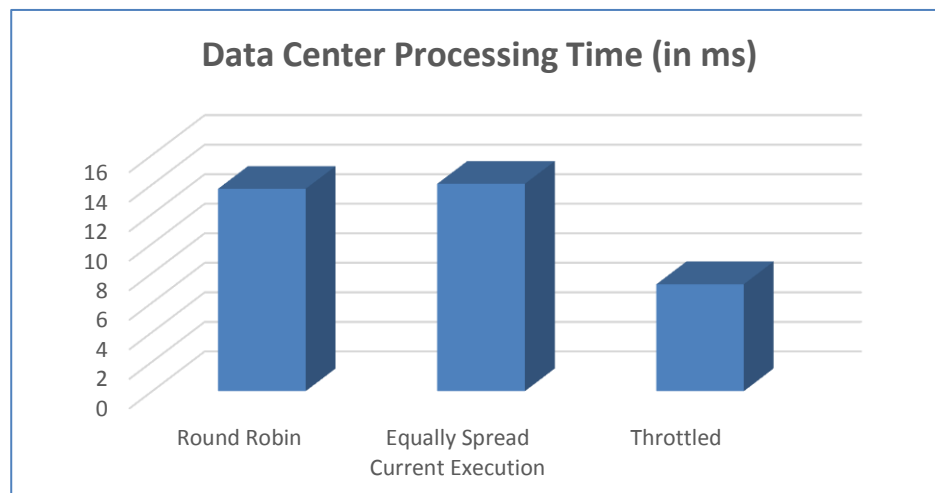 Data Center Processing Time (in ms)
16
14
12
10
8
6
4
2
0
Round Robin
Equally Spread
Current Execution
Throttled